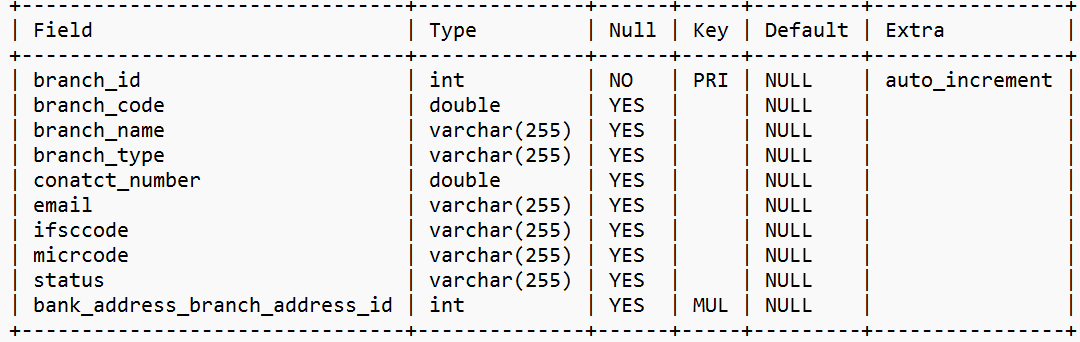 +--------------------------------+--------------+------+-----+---------+----------------+
| Field                          | Type         | Null | Key | Default | Extra          |
+--------------------------------+--------------+------+-----+---------+----------------+
| branch_id                      | int          | NO   | PRI | NULL    | auto_increment |
| branch_code                    | double       | YES  |     | NULL    |                |
| branch_name                    | varchar(255) | YES  |     | NULL    |                |
| branch_type                    | varchar(255) | YES  |     | NULL    |                |
| conatct_number                 | double       | YES  |     | NULL    |                |
| email                          | varchar(255) | YES  |     | NULL    |                |
| ifsccode                       | varchar(255) | YES  |     | NULL    |                |
| micrcode                       | varchar(255) | YES  |     | NULL    |                |
| status                         | varchar(255) | YES  |     | NULL    |                |
| bank_address_branch_address_id | int          | YES  | MUL | NULL    |                |
+--------------------------------+--------------+------+-----+---------+----------------+